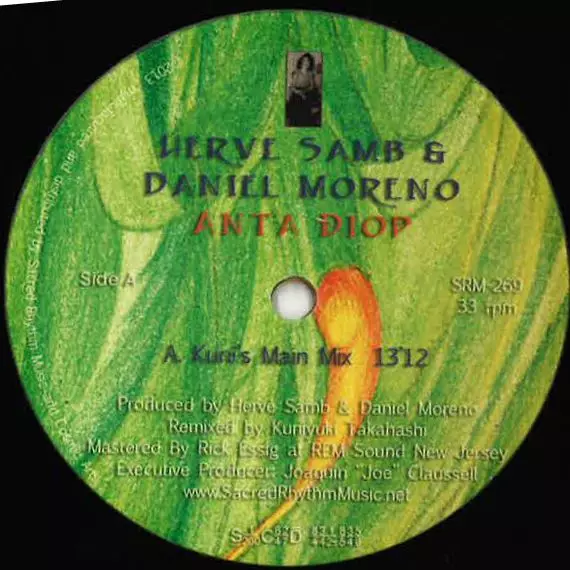 HERVE SAMB &
DANIEL MORENO
ANTA DIOP
Side A
SRM-269
33 rpm
A. Kuni's Main Mix 13'12
Produced by Hervé Samb & Daniel Moreno
Remixed by Kuniyuki Takahashi
Mastered By Rick Essig at REM Sound New Jersey
Executive Producer: Joaquin "Joe" Claussell
www.SacredRhythmMusic.net